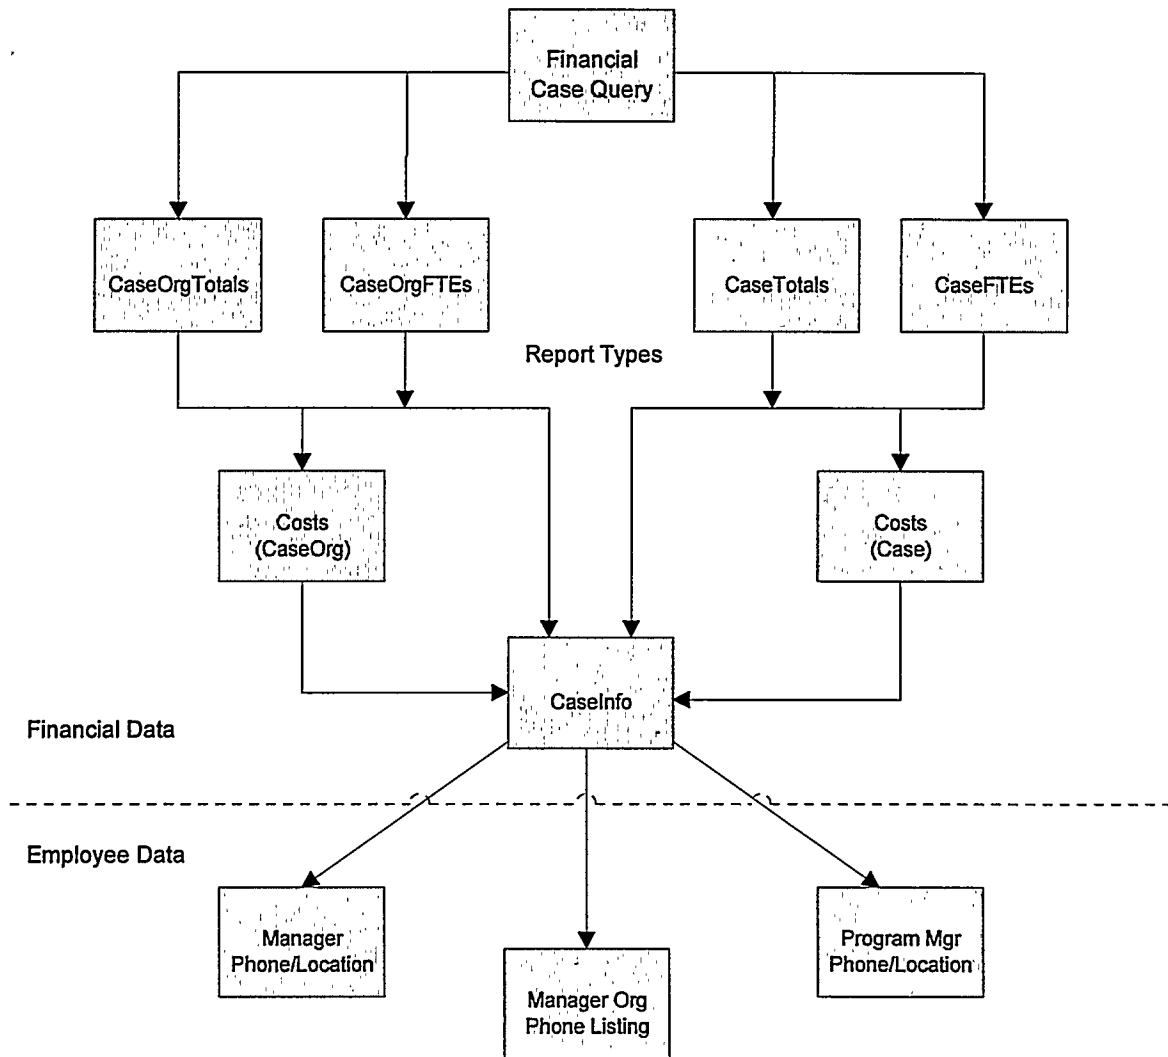 Financial
Case Query
CaseOrgTotals
CaseOrgFTEs
CaseTotals
CaseFTEs
Report Types
Costs
(CaseOrg)
Costs
(Case)
CaseInfo
Financial Data
Employee Data
Manager
Phone/Location
Program Mgr
Phone/Location
Manager Org
Phone Listing